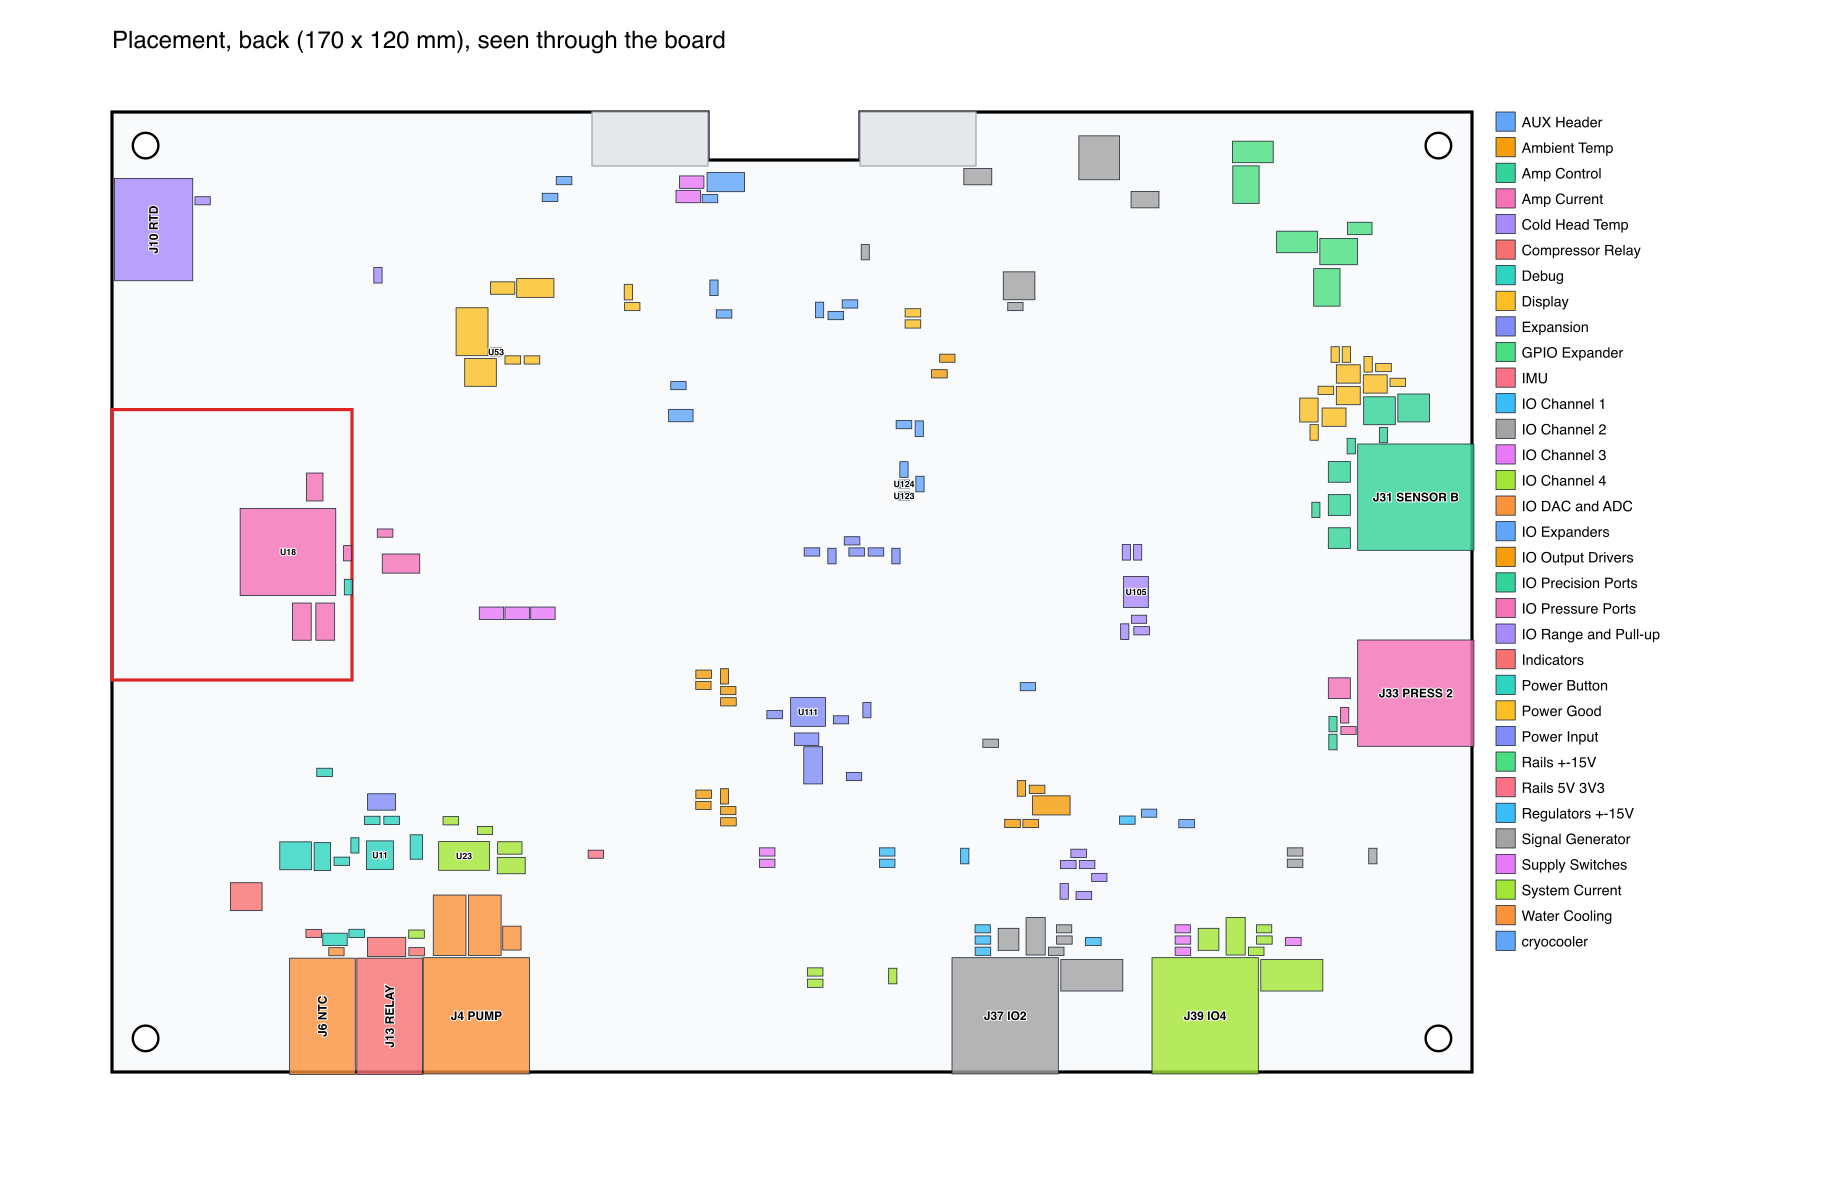 Placement, back (170 x 120 mm), seen through the board
AUX Header
Ambient Temp
Amp Control
Amp Current
Cold Head Temp
Compressor Relay
Debug
Display
Expansion
GPIO Expander
IMU
IO Channel 1
IO Channel 2
IO Channel 3
IO Channel 4
IO DAC and ADC
IO Expanders
IO Output Drivers
IO Precision Ports
IO Pressure Ports
IO Range and Pull-up
Indicators
Power Button
Power Good
Power Input
Rails +-15V
Rails 5V 3V3
Regulators +-15V
Signal Generator
Supply Switches
System Current
Water Cooling
cryocooler
J10 RTD
U53
U124
U123
J31 SENSOR B
U18
U105
J33 PRESS 2
U111
U11
U23
J6 NTC
J13 RELAY
J4 PUMP
J37 IO2
J39 IO4